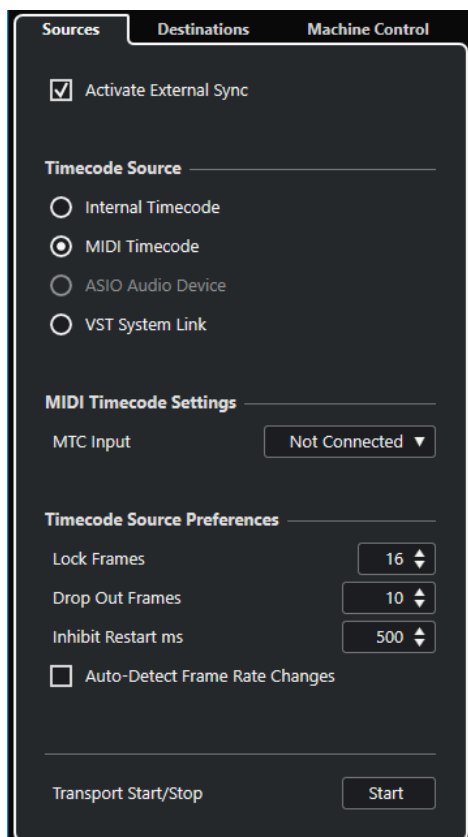 Sources Destinations Machine Control
Activate External Sync
Timecode Source
Internal Timecode
MIDI Timecode
ASIO Audio Device
VST System Link
MIDI Timecode Settings
MTC Input Not Connected
Timecode Source Preferences
Lock Frames 16
Drop Out Frames 10
Inhibit Restart ms 500
Auto-Detect Frame Rate Changes
Transport Start/Stop Start